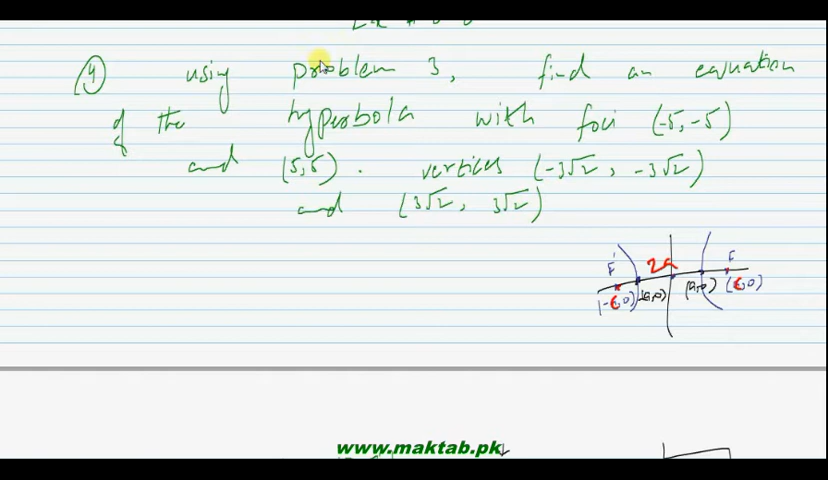 (4) using problem 3, find an equation
of the hyperbola with foci (-5,-5)
and (5,5). vertices (-3√2, -3√2)
and (3√2, 3√2)
F' 2a F
(-c,0) (a,0) (c,0)
www.maktab.pk